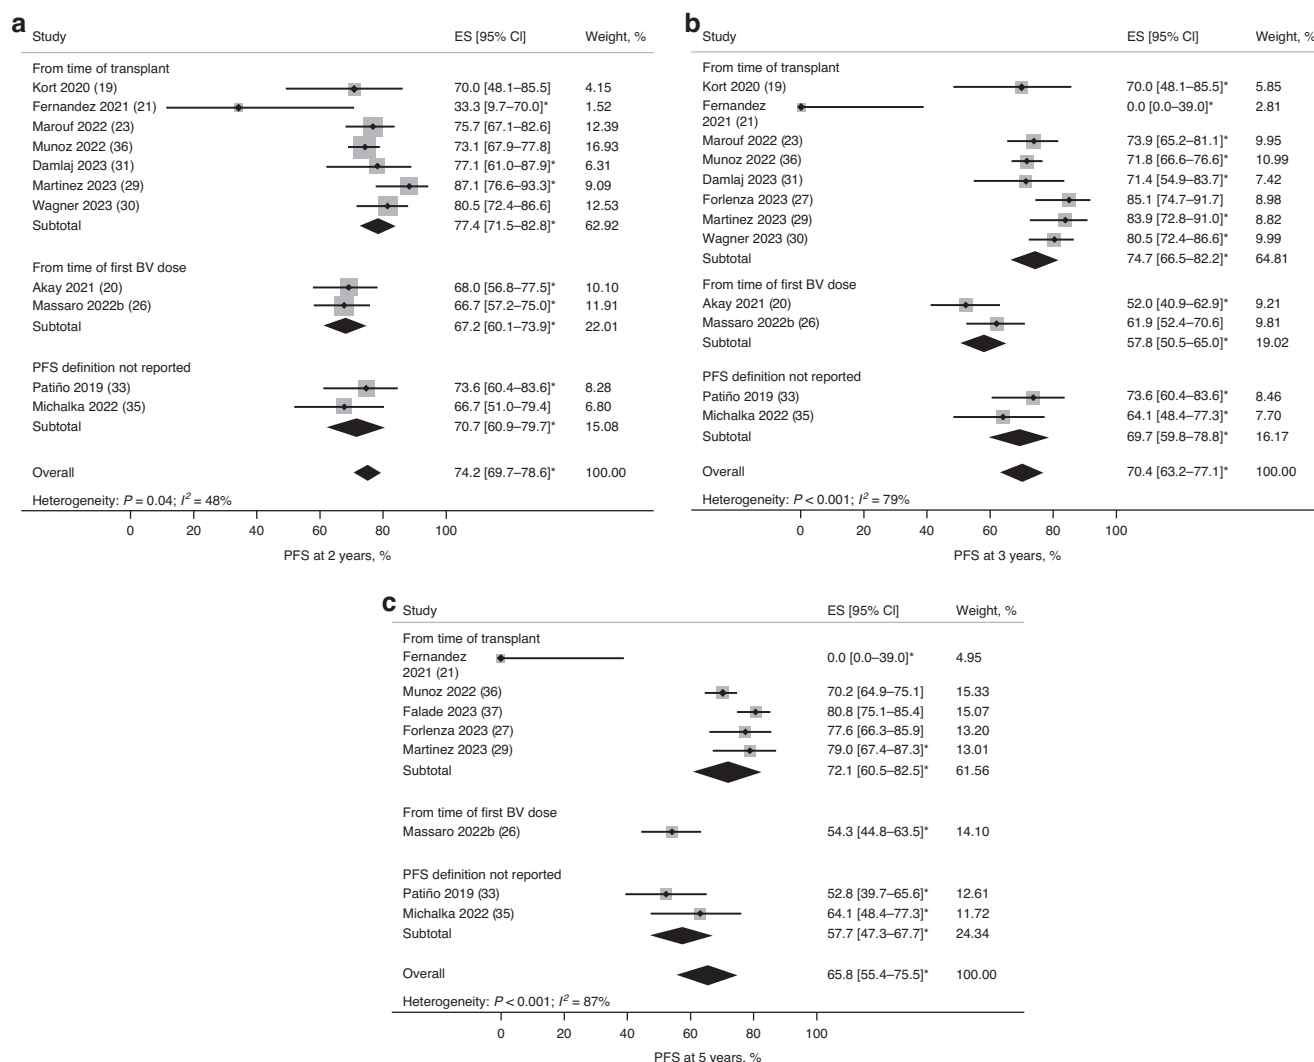 a
Study ES [95% CI] Weight, %
From time of transplant
Kort 2020 (19) 70.0 [48.1–85.5] 4.15
Fernandez 2021 (21) 33.3 [9.7–70.0]* 1.52
Marouf 2022 (23) 75.7 [67.1–82.6] 12.39
Munoz 2022 (36) 73.1 [67.9–77.8] 16.93
Damlaj 2023 (31) 77.1 [61.0–87.9]* 6.31
Martinez 2023 (29) 87.1 [76.6–93.3]* 9.09
Wagner 2023 (30) 80.5 [72.4–86.6] 12.53
Subtotal 77.4 [71.5–82.8]* 62.92
From time of first BV dose
Akay 2021 (20) 68.0 [56.8–77.5]* 10.10
Massaro 2022b (26) 66.7 [57.2–75.0]* 11.91
Subtotal 67.2 [60.1–73.9]* 22.01
PFS definition not reported
Patiño 2019 (33) 73.6 [60.4–83.6]* 8.28
Michalka 2022 (35) 66.7 [51.0–79.4] 6.80
Subtotal 70.7 [60.9–79.7]* 15.08
Overall 74.2 [69.7–78.6]* 100.00
Heterogeneity: P = 0.04; I² = 48%
0 20 40 60 80 100
PFS at 2 years, %
b
Study ES [95% CI] Weight, %
From time of transplant
Kort 2020 (19) 70.0 [48.1–85.5]* 5.85
Fernandez 0.0 [0.0–39.0]* 2.81
2021 (21)
Marouf 2022 (23) 73.9 [65.2–81.1]* 9.95
Munoz 2022 (36) 71.8 [66.6–76.6]* 10.99
Damlaj 2023 (31) 71.4 [54.9–83.7]* 7.42
Forlenza 2023 (27) 85.1 [74.7–91.7] 8.98
Martinez 2023 (29) 83.9 [72.8–91.0]* 8.82
Wagner 2023 (30) 80.5 [72.4–86.6]* 9.99
Subtotal 74.7 [66.5–82.2]* 64.81
From time of first BV dose
Akay 2021 (20) 52.0 [40.9–62.9]* 9.21
Massaro 2022b (26) 61.9 [52.4–70.6] 9.81
Subtotal 57.8 [50.5–65.0]* 19.02
PFS definition not reported
Patiño 2019 (33) 73.6 [60.4–83.6]* 8.46
Michalka 2022 (35) 64.1 [48.4–77.3]* 7.70
Subtotal 69.7 [59.8–78.8]* 16.17
Overall 70.4 [63.2–77.1]* 100.00
Heterogeneity: P < 0.001; I² = 79%
0 20 40 60 80 100
PFS at 3 years, %
c
Study ES [95% CI] Weight, %
From time of transplant
Fernandez 0.0 [0.0–39.0]* 4.95
2021 (21)
Munoz 2022 (36) 70.2 [64.9–75.1] 15.33
Falade 2023 (37) 80.8 [75.1–85.4] 15.07
Forlenza 2023 (27) 77.6 [66.3–85.9] 13.20
Martinez 2023 (29) 79.0 [67.4–87.3]* 13.01
Subtotal 72.1 [60.5–82.5]* 61.56
From time of first BV dose
Massaro 2022b (26) 54.3 [44.8–63.5]* 14.10
PFS definition not reported
Patiño 2019 (33) 52.8 [39.7–65.6]* 12.61
Michalka 2022 (35) 64.1 [48.4–77.3]* 11.72
Subtotal 57.7 [47.3–67.7]* 24.34
Overall 65.8 [55.4–75.5]* 100.00
Heterogeneity: P < 0.001; I² = 87%
0 20 40 60 80 100
PFS at 5 years, %